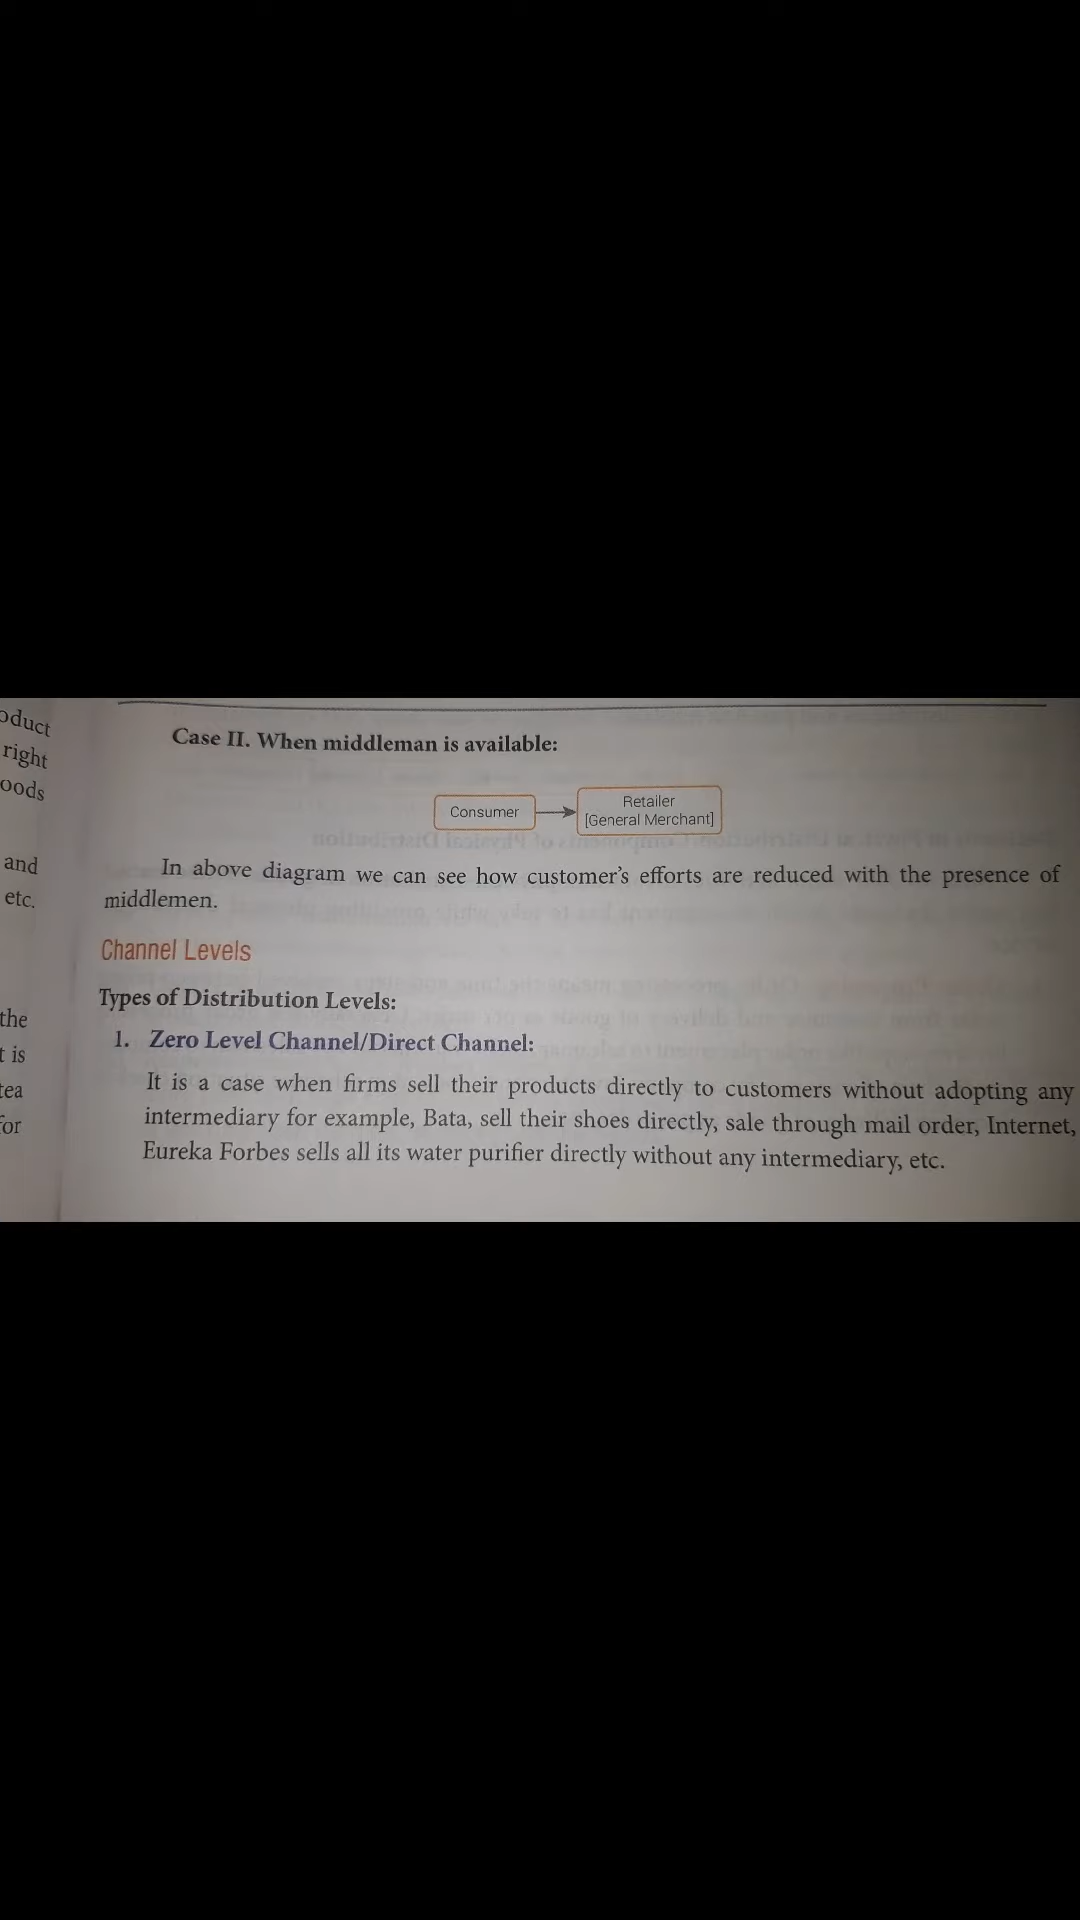 oduct
right
oods
and
etc.
the
t is
tea
for
Case II. When middleman is available:
Consumer
Retailer
[General Merchant]
In above diagram we can see how customer's efforts are reduced with the presence of
middlemen.
Channel Levels
Types of Distribution Levels:
1. Zero Level Channel/Direct Channel:
It is a case when firms sell their products directly to customers without adopting any
intermediary for example, Bata, sell their shoes directly, sale through mail order, Internet,
Eureka Forbes sells all its water purifier directly without any intermediary, etc.